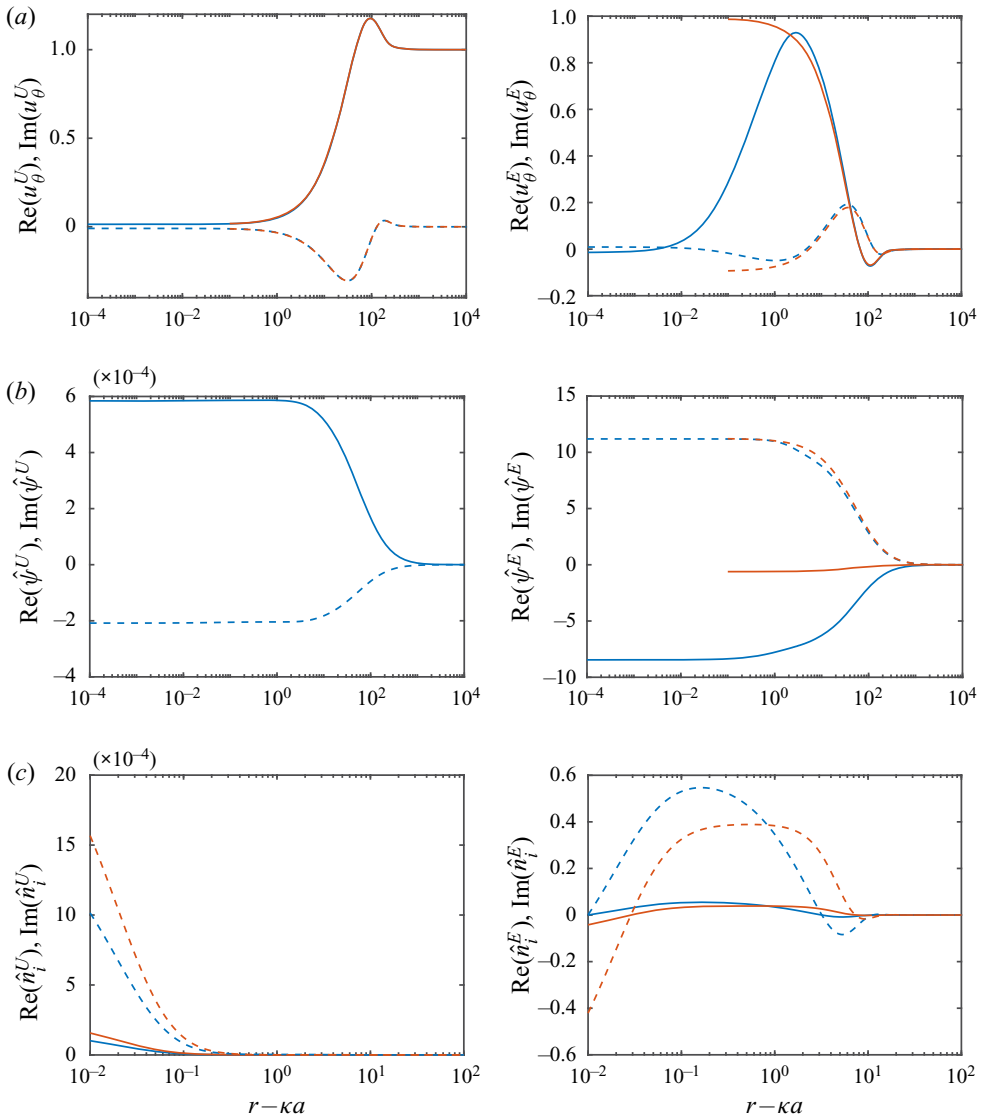 (a)
1.0
0.5
0
Re(u_θ^U), Im(u_θ^U)
10^−4 10^−2 10^0 10^2 10^4
1.0
0.8
0.6
0.4
0.2
0
−0.2
Re(u_θ^E), Im(u_θ^E)
10^−4 10^−2 10^0 10^2 10^4
(b)
(×10^−4)
6
4
2
0
−2
−4
Re(ψ̂^U), Im(ψ̂^U)
10^−4 10^−2 10^0 10^2 10^4
15
10
5
0
−5
−10
Re(ψ̂^E), Im(ψ̂^E)
10^−4 10^−2 10^0 10^2 10^4
(c)
(×10^−4)
20
15
10
5
0
Re(n̂_i^U), Im(n̂_i^U)
10^−2 10^−1 10^0 10^1 10^2
r−κa
0.6
0.4
0.2
0
−0.2
−0.4
−0.6
Re(n̂_i^E), Im(n̂_i^E)
10^−2 10^−1 10^0 10^1 10^2
r−κa